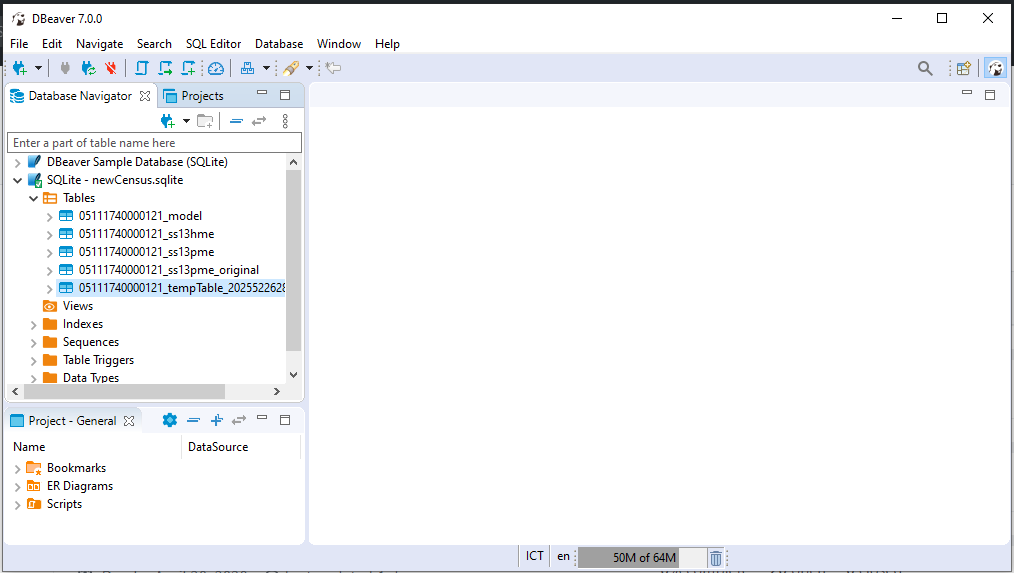 DBeaver 7.0.0
File Edit Navigate Search SQL Editor Database Window Help
Database Navigator Projects
Enter a part of table name here
DBeaver Sample Database (SQLite)
SQLite - newCensus.sqlite
Tables
05111740000121_model
05111740000121_ss13hme
05111740000121_ss13pme
05111740000121_ss13pme_original
05111740000121_tempTable_2025522628
Views
Indexes
Sequences
Table Triggers
Data Types
Project - General
Name DataSource
Bookmarks
ER Diagrams
Scripts
ICT en 50M of 64M